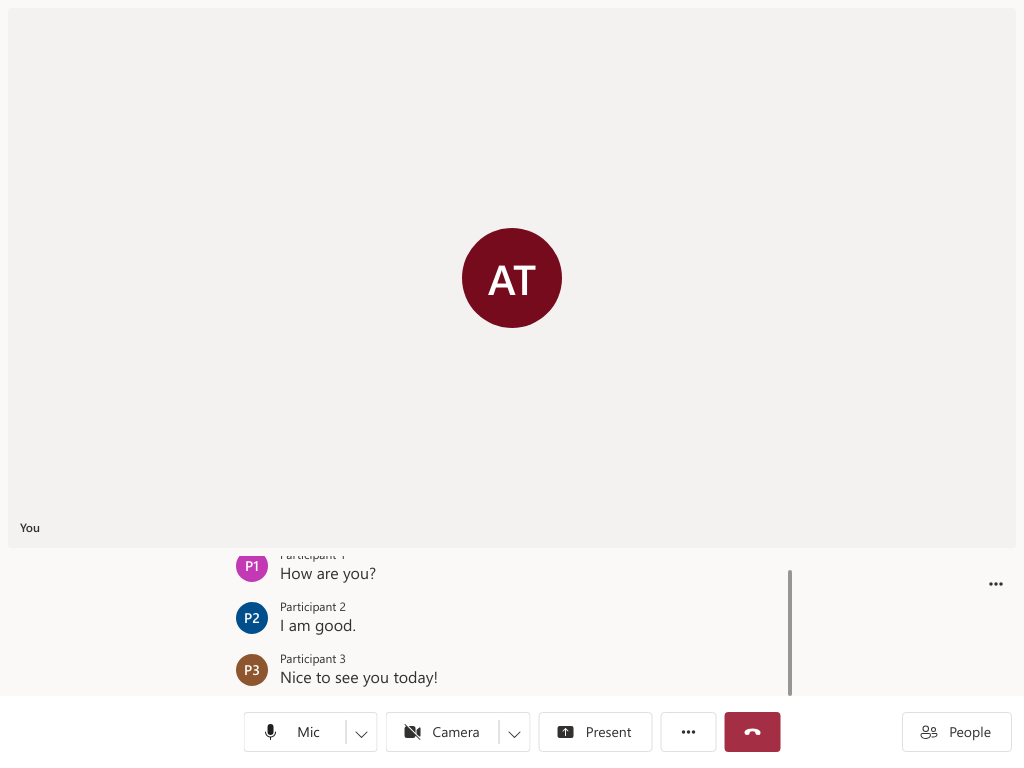 AT
You
P1
Participant 1
How are you?
P2
Participant 2
I am good.
P3
Participant 3
Nice to see you today!
Mic
Camera
Present
People